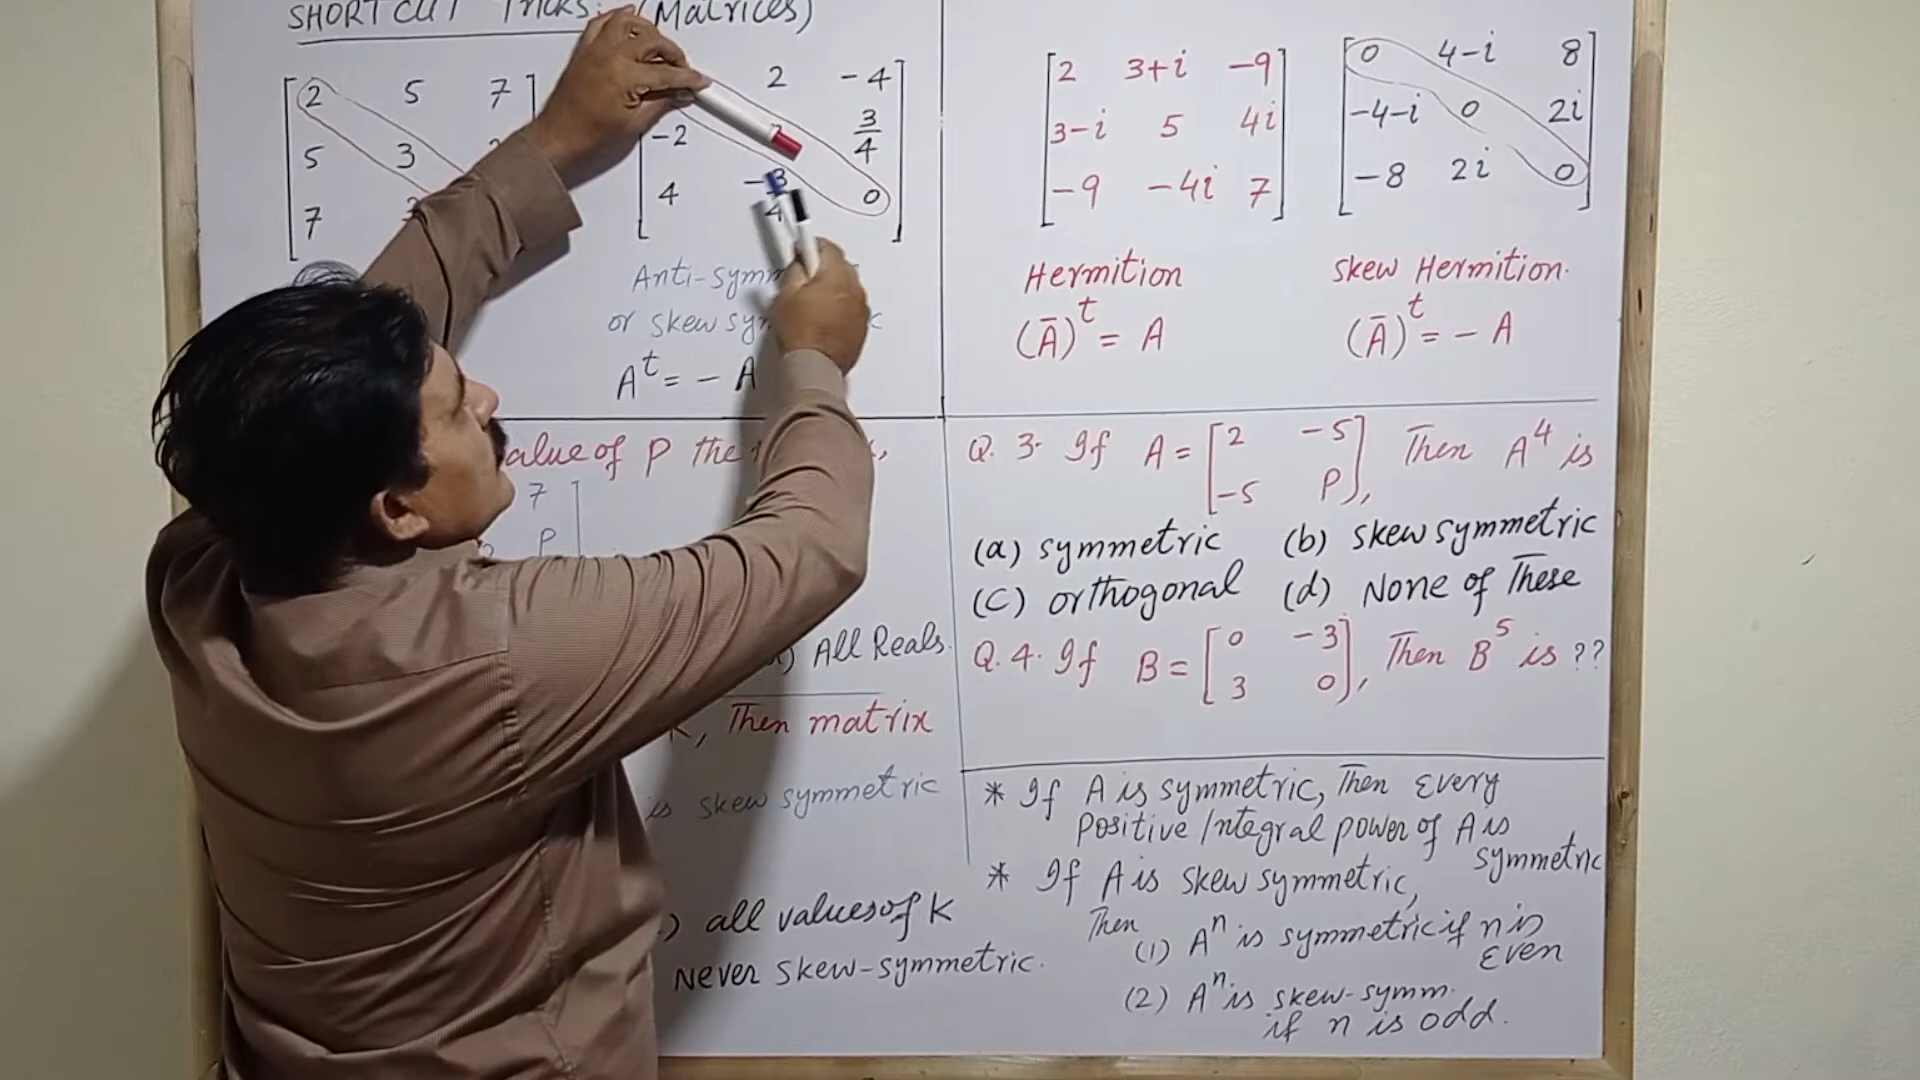 SHORTCUT Tricks: (Matrices)
2 5 7
5 3
7
2 -4
-2 3/4
4 -3/4 0
Anti-symm
or skew sy
A^t = - A
2 3+i -9
3-i 5 4i
-9 -4i 7
Hermition
(Ā)^t = A
0 4-i 8
-4-i 0 2i
-8 2i 0
Skew Hermition.
(Ā)^t = - A
alue of P the
7
P
All Reals.
K, Then matrix
is skew symmetric
all values of K
Never skew-symmetric.
Q. 3. If A = [2 -5
-5 P], Then A^4 is
(a) symmetric (b) skew symmetric
(c) orthogonal (d) None of These
Q. 4. If B = [0 -3
3 0], Then B^5 is ??
* If A is symmetric, Then Every
Positive Integral power of A is
symmetric
* If A is skew symmetric,
Then
(1) A^n is symmetric if n is
Even
(2) A^n is skew-symm.
if n is odd.